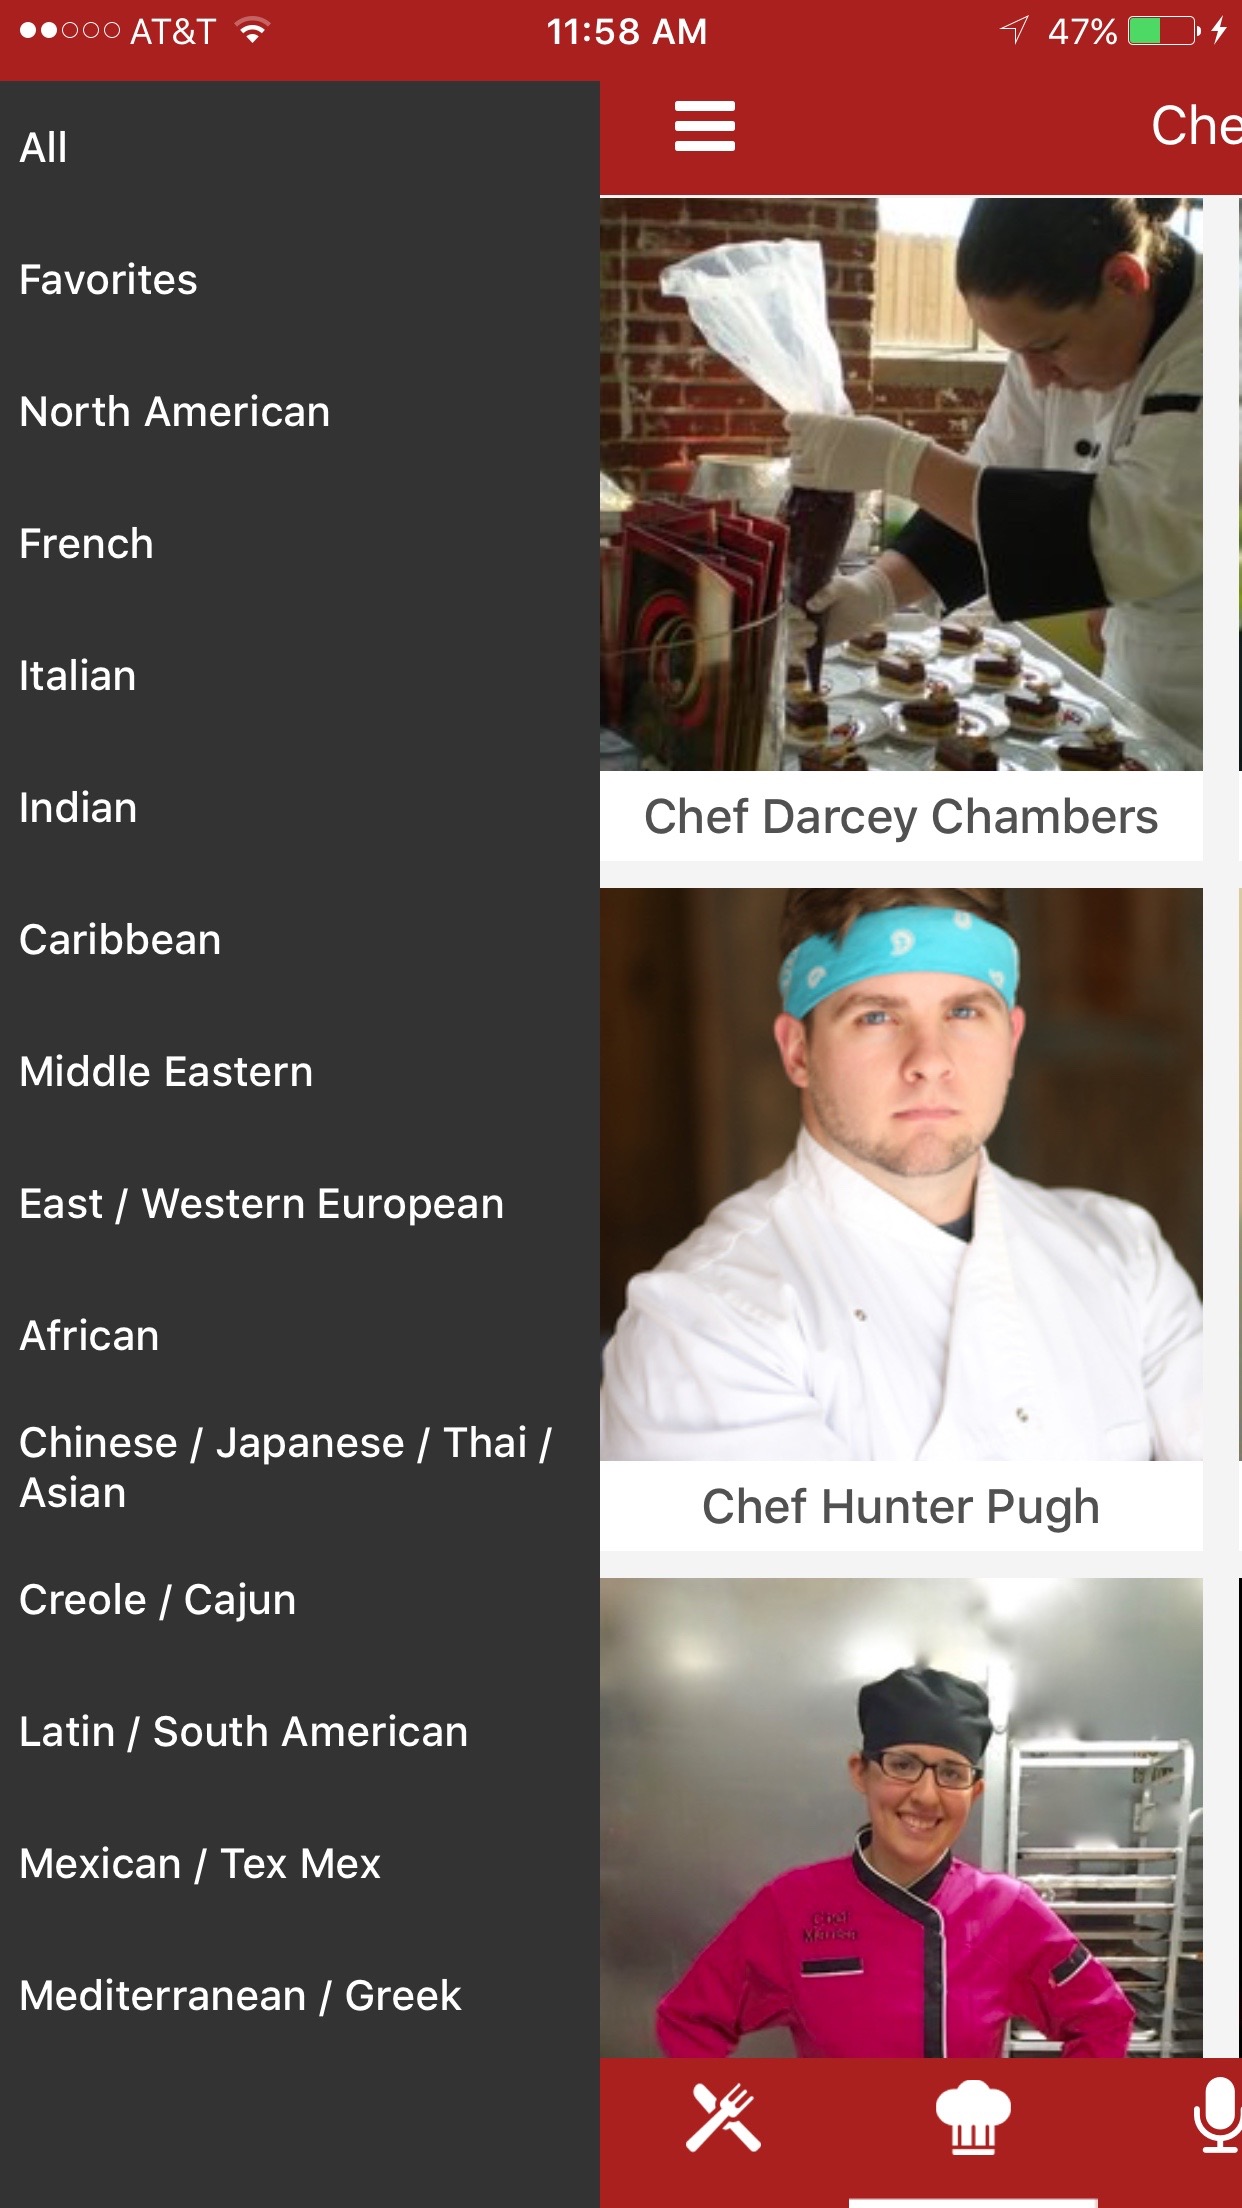 AT&T 11:58 AM 47%
Che
All
Favorites
North American
French
Italian
Indian
Caribbean
Middle Eastern
East / Western European
African
Chinese / Japanese / Thai /
Asian
Creole / Cajun
Latin / South American
Mexican / Tex Mex
Mediterranean / Greek
Chef Darcey Chambers
Chef Hunter Pugh
Chef
Marisa